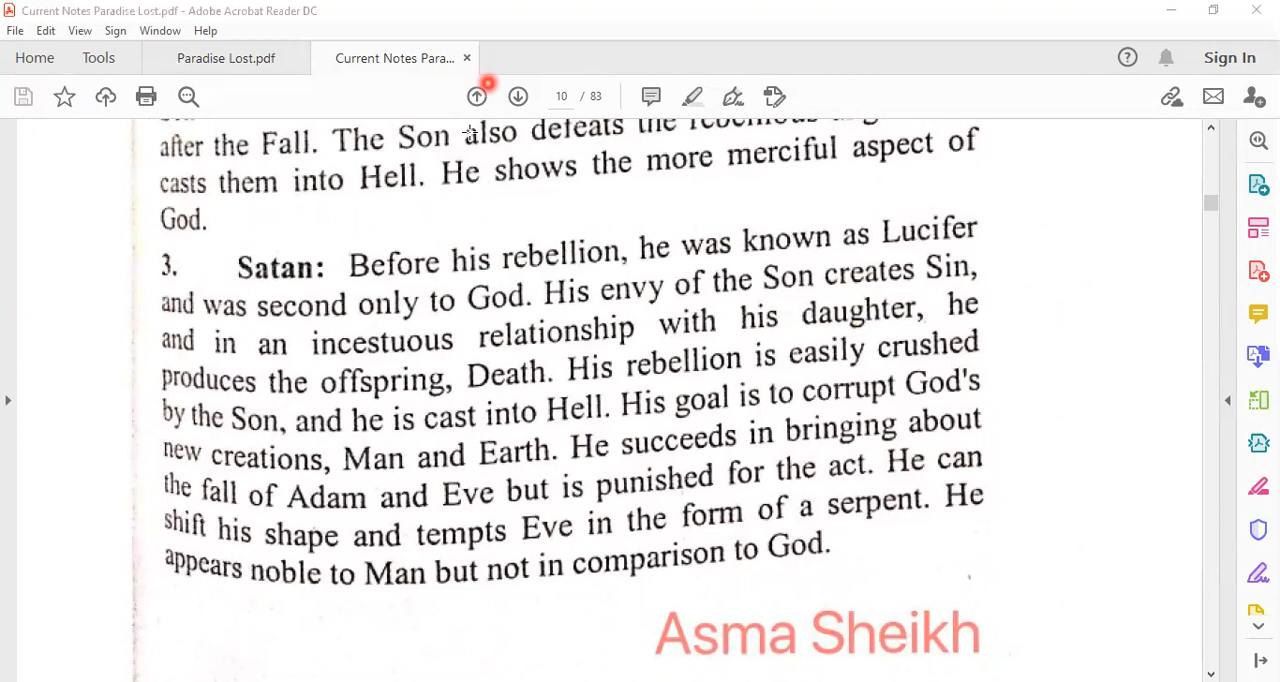 Current Notes Paradise Lost.pdf - Adobe Acrobat Reader DC
File Edit View Sign Window Help
Home Tools Paradise Lost.pdf Current Notes Para... Sign In
10 / 83
after the Fall. The Son also defeats the
casts them into Hell. He shows the more merciful aspect of
God.
3. Satan: Before his rebellion, he was known as Lucifer
and was second only to God. His envy of the Son creates Sin,
and in an incestuous relationship with his daughter, he
produces the offspring, Death. His rebellion is easily crushed
by the Son, and he is cast into Hell. His goal is to corrupt God's
new creations, Man and Earth. He succeeds in bringing about
the fall of Adam and Eve but is punished for the act. He can
shift his shape and tempts Eve in the form of a serpent. He
appears noble to Man but not in comparison to God.
Asma Sheikh